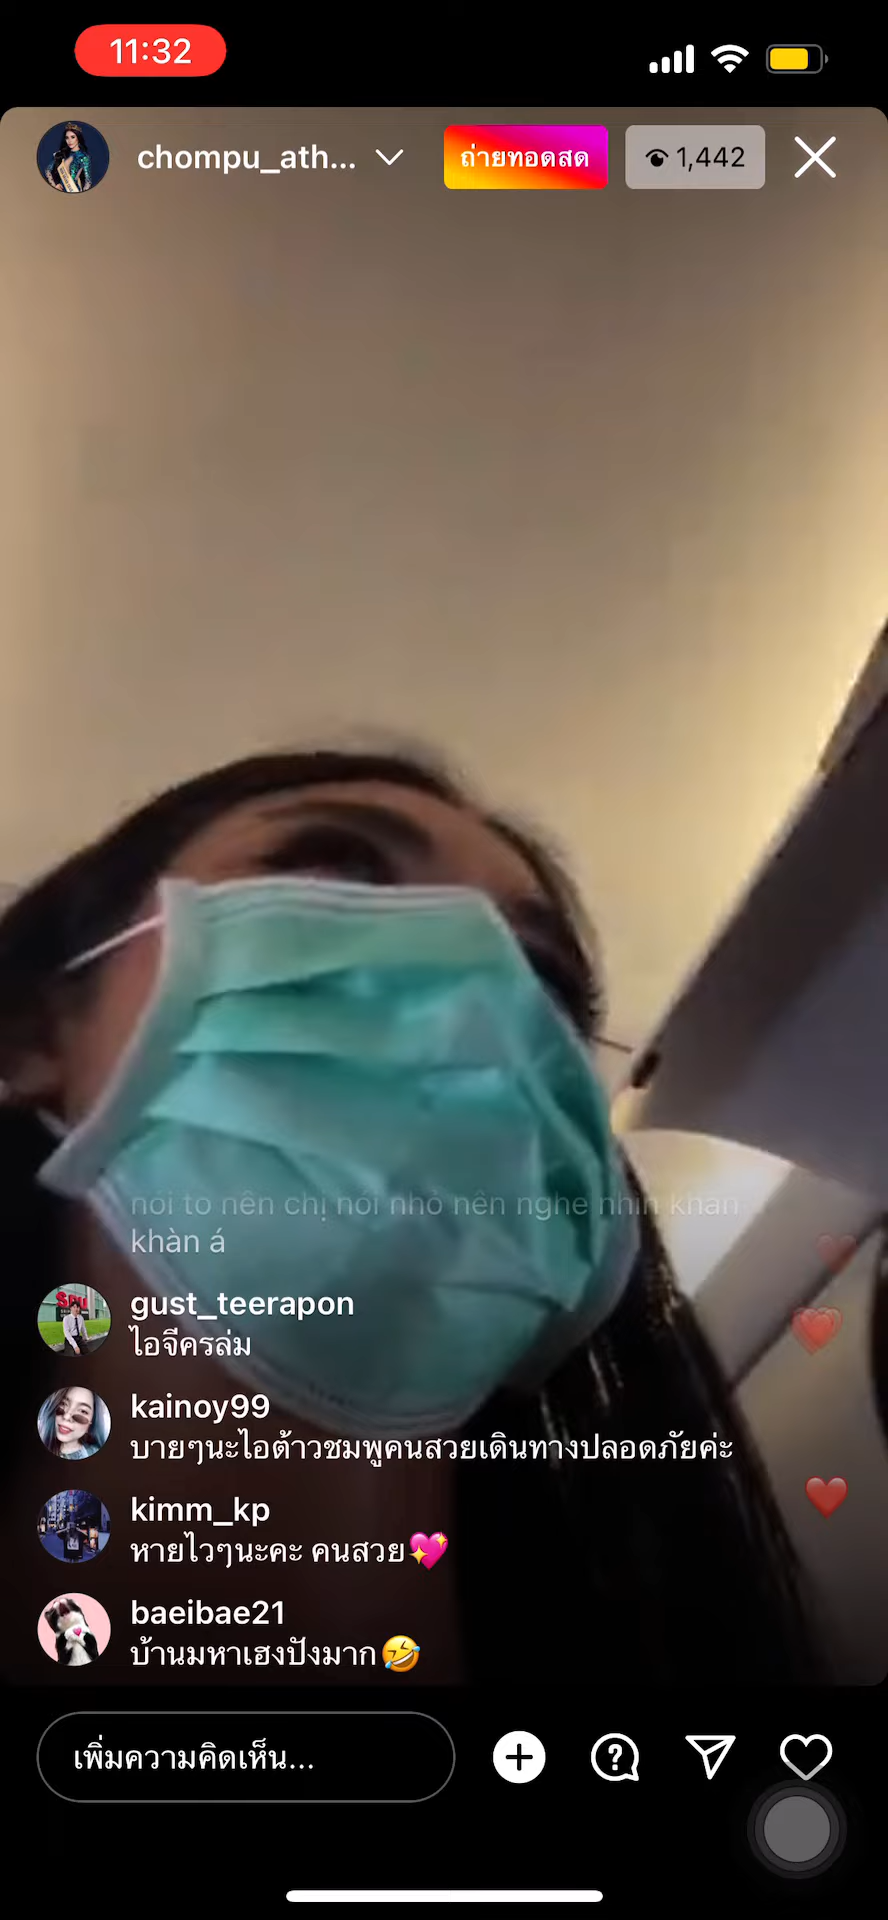 11:32
chompu_ath...
ถ่ายทอดสด
1,442
nói to nên chị nói nhỏ nên nghe nhìn khàn
khàn á
gust_teerapon
ไอจีครล่ม
kainoy99
บายๆนะไอต้าวชมพูคนสวยเดินทางปลอดภัยค่ะ
kimm_kp
หายไวๆนะคะ คนสวย💖
baeibae21
บ้านมหาเฮงปังมาก🤣
เพิ่มความคิดเห็น...